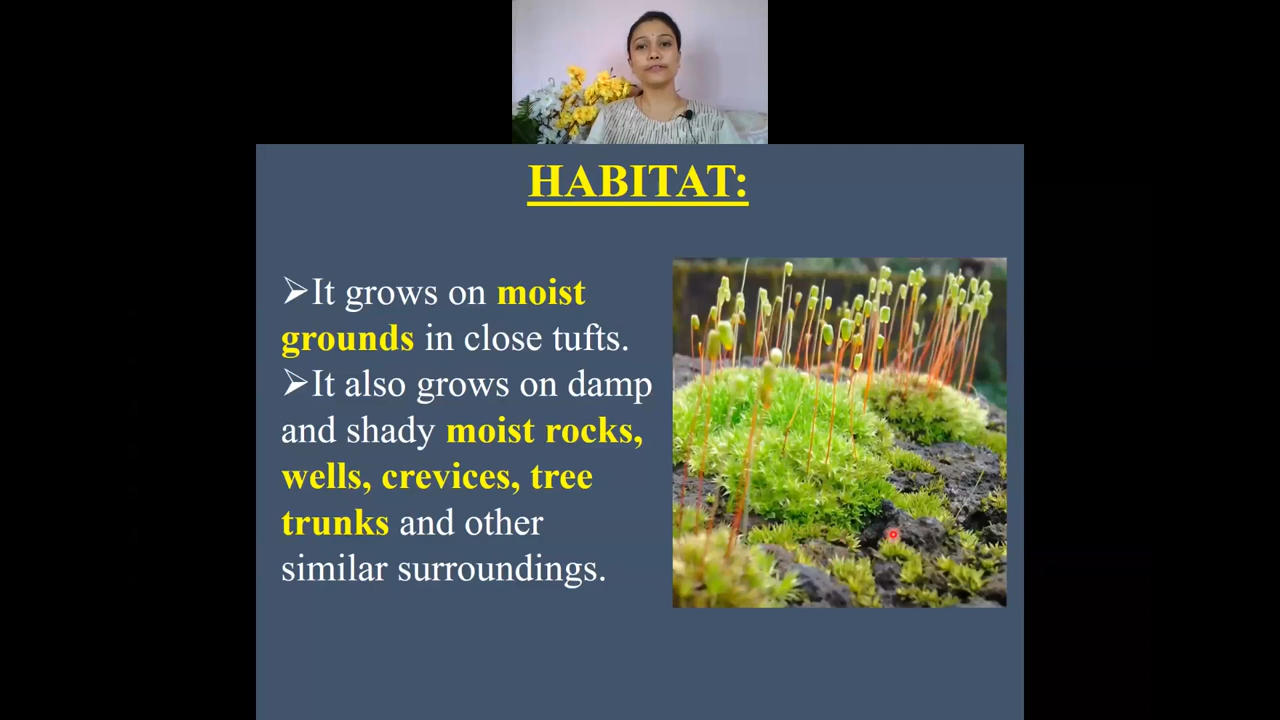 HABITAT:
➢It grows on moist
grounds in close tufts.
➢It also grows on damp
and shady moist rocks,
wells, crevices, tree
trunks and other
similar surroundings.